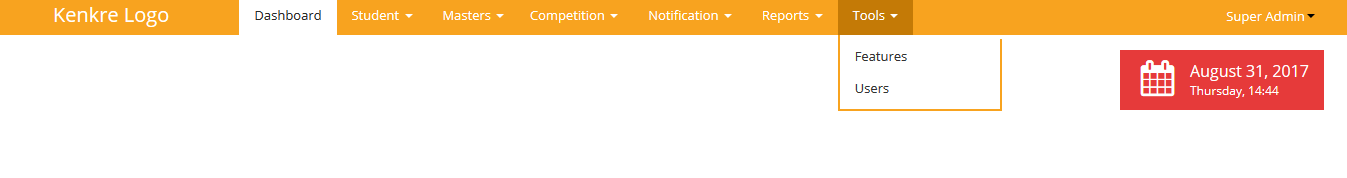 Kenkre Logo Dashboard Student Masters Competition Notification Reports Tools Super Admin
Features
Users
August 31, 2017
Thursday, 14:44